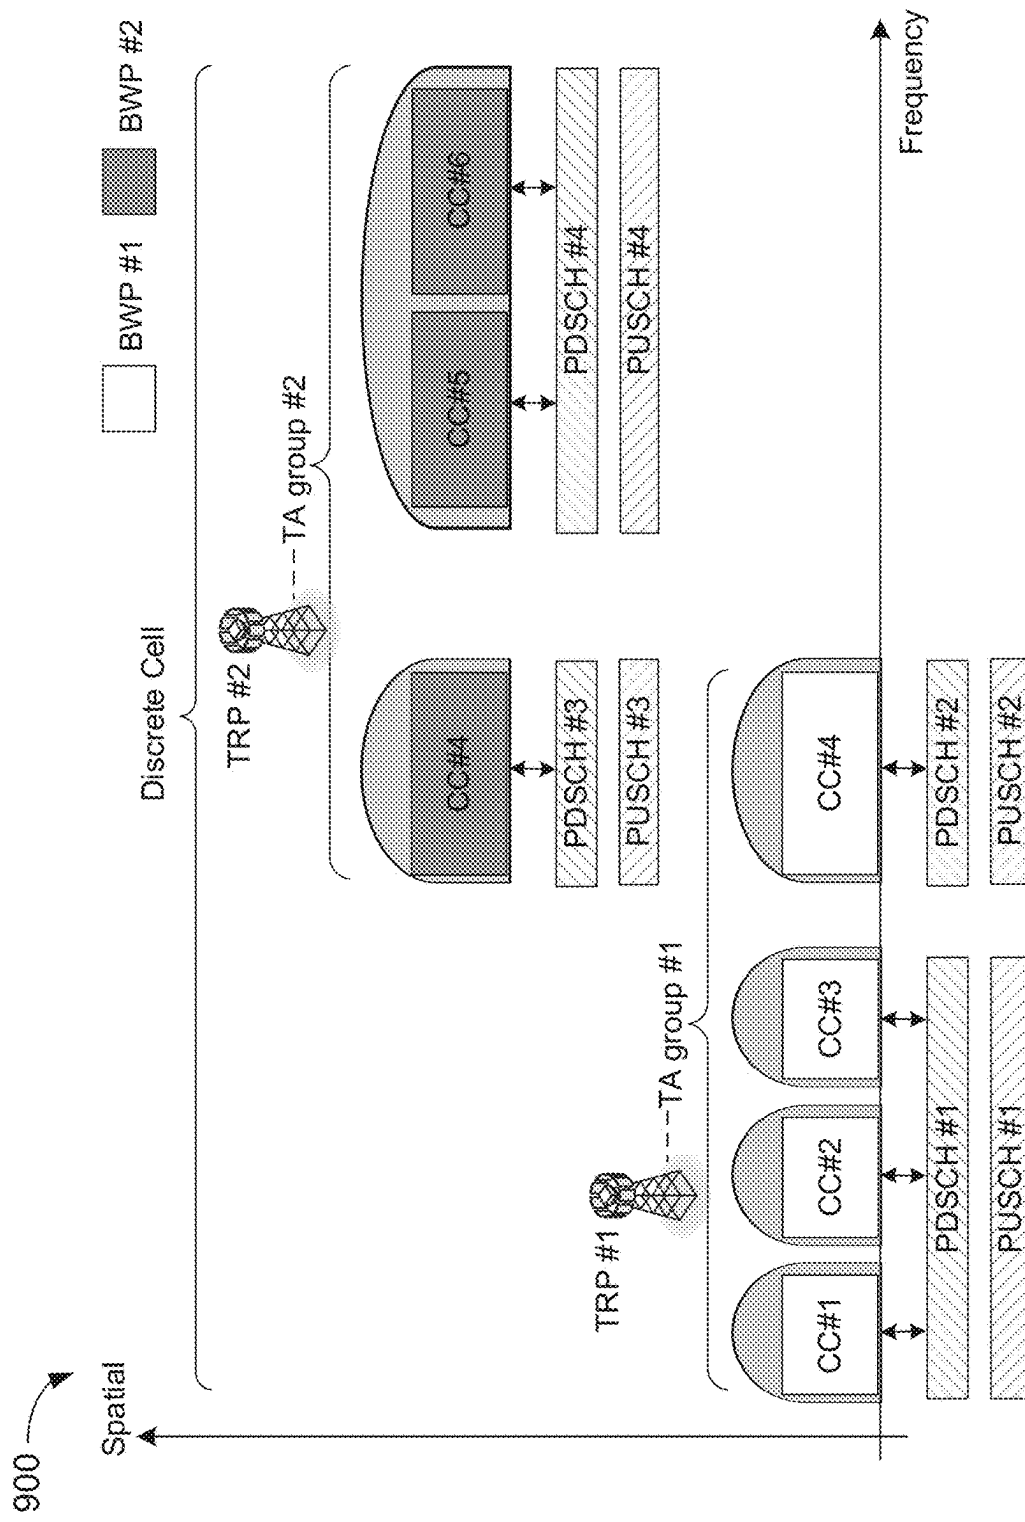 900
Spatial
Discrete Cell
BWP #1
BWP #2
TRP #2
TA group #2
CC#4
CC#5
CC#6
PDSCH #3
PDSCH #4
PUSCH #3
PUSCH #4
TRP #1
TA group #1
CC#1
CC#2
CC#3
CC#4
Frequency
PDSCH #1
PDSCH #2
PUSCH #1
PUSCH #2